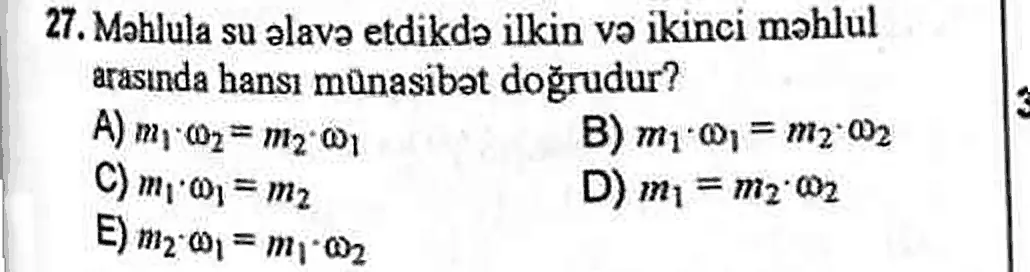 27. Məhlula su əlavə etdikdə ilkin və ikinci məhlul
arasında hansı münasibət doğrudur?
A) m₁·ω₂ = m₂·ω₁ B) m₁·ω₁ = m₂·ω₂
C) m₁·ω₁ = m₂ D) m₁ = m₂·ω₂
E) m₂·ω₁ = m₁·ω₂
3